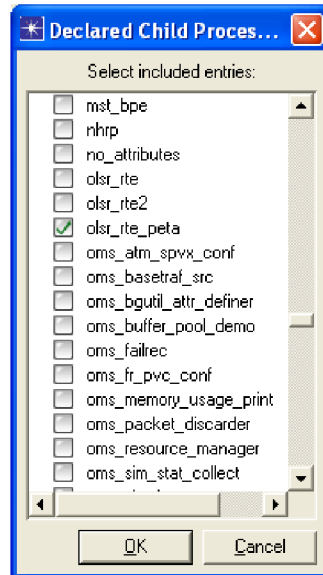 Declared Child Proces...
Select included entries:
mst_bpe
nhrp
no_attributes
olsr_rte
olsr_rte2
olsr_rte_peta
oms_atm_spvx_conf
oms_basetraf_src
oms_bgutil_attr_definer
oms_buffer_pool_demo
oms_failrec
oms_fr_pvc_conf
oms_memory_usage_print
oms_packet_discarder
oms_resource_manager
oms_sim_stat_collect
OK
Cancel